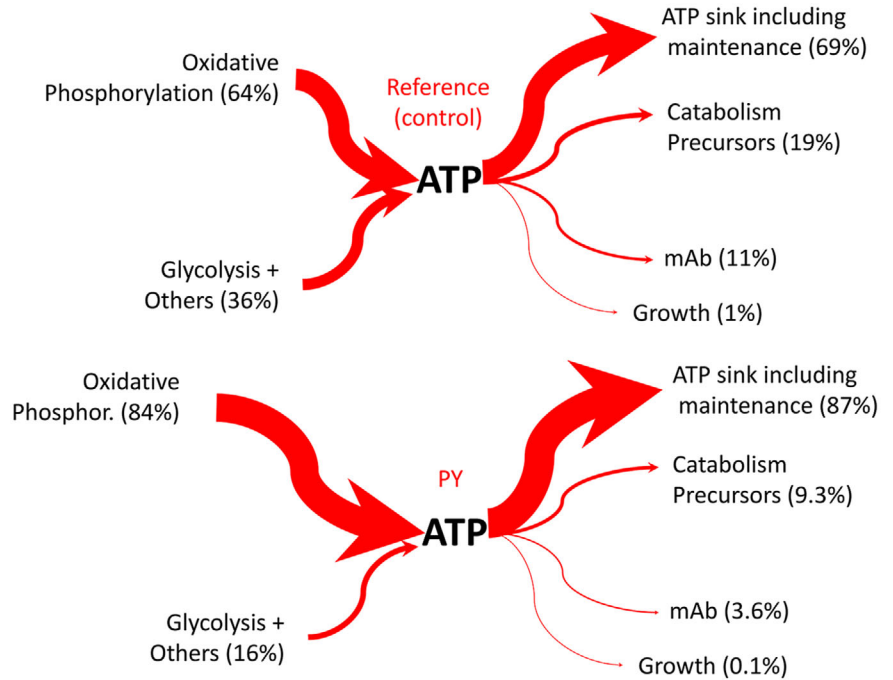 ATP sink including
maintenance (69%)
Oxidative
Phosphorylation (64%)
Reference
(control)
Catabolism
Precursors (19%)
ATP
mAb (11%)
Glycolysis +
Others (36%)
Growth (1%)
ATP sink including
maintenance (87%)
Oxidative
Phosphor. (84%)
PY
Catabolism
Precursors (9.3%)
ATP
mAb (3.6%)
Glycolysis +
Others (16%)
Growth (0.1%)